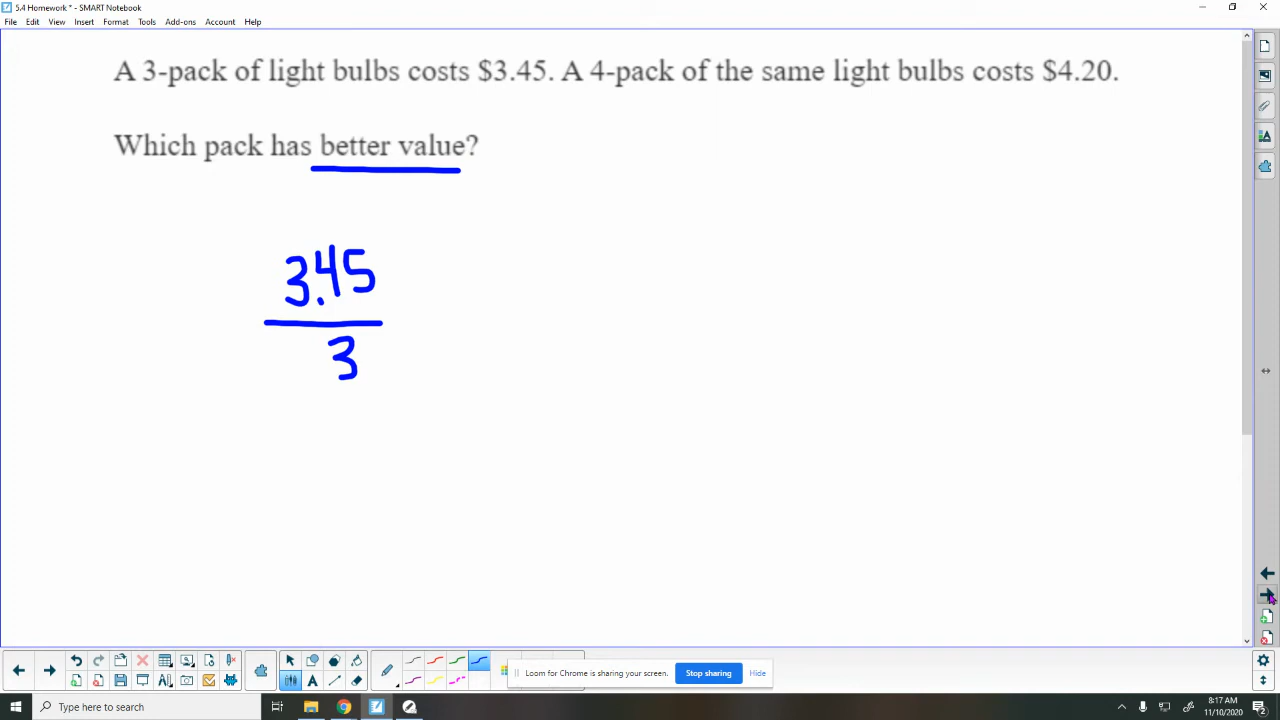 5.4 Homework * - SMART Notebook
File Edit View Insert Format Tools Add-ons Account Help
A 3-pack of light bulbs costs $3.45. A 4-pack of the same light bulbs costs $4.20.
Which pack has better value?
3.45
3
Loom for Chrome is sharing your screen. Stop sharing Hide
Type here to search
8:17 AM
11/10/2020
2